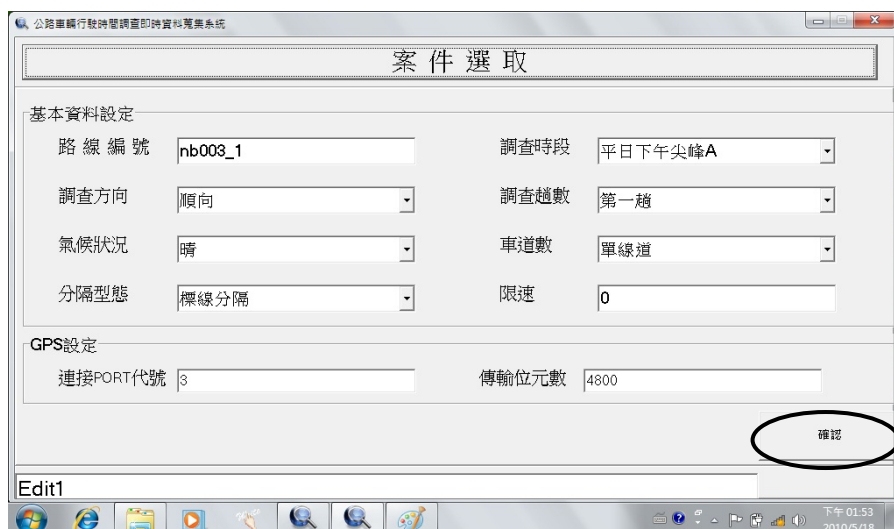 公路車輛行駛時間調查即時資料蒐集系統
案件選取
基本資料設定
路線編號 nb003_1 調查時段 平日下午尖峰A
調查方向 順向 調查趟數 第一趟
氣候狀況 晴 車道數 單線道
分隔型態 標線分隔 限速 0
GPS設定
連接PORT代號 3 傳輸位元數 4800
確認
Edit1
下午 01:53
2010/5/18